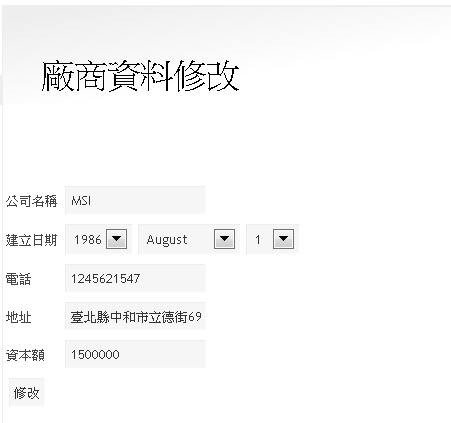 廠商資料修改
公司名稱 MSI
建立日期 1986 August 1
電話 1245621547
地址 臺北縣中和市立德街69
資本額 1500000
修改